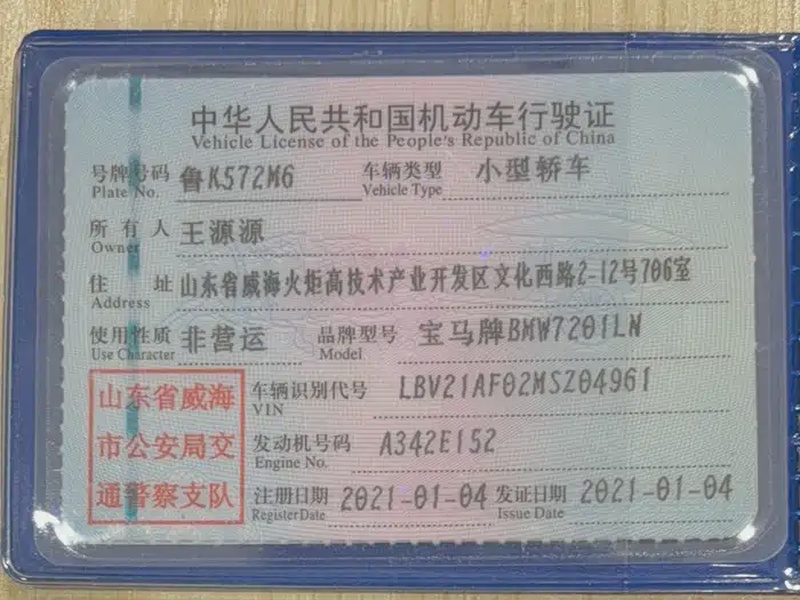 中华人民共和国机动车行驶证
Vehicle License of the People's Republic of China
号牌号码 鲁K572M6 车辆类型 小型轿车
Plate No. Vehicle Type
所有人 王源源
Owner
住址 山东省威海火炬高技术产业开发区文化西路2-12号706室
Address
使用性质 非营运 品牌型号 宝马牌BMW7201LN
Use Character Model
山东省威海
市公安局交
通警察支队
车辆识别代号 LBV21AF02MSZ04961
VIN
发动机号码 A342E152
Engine No.
注册日期 2021-01-04 发证日期 2021-01-04
Register Date Issue Date